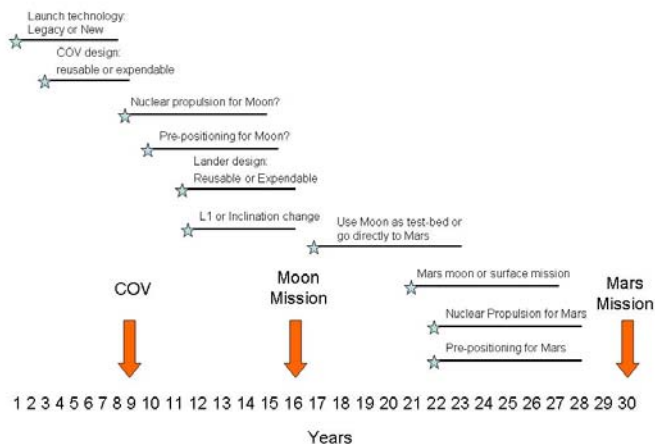 Launch technology:
Legacy or New
COV design:
reusable or expendable
Nuclear propulsion for Moon?
Pre-positioning for Moon?
Lander design:
Reusable or Expendable
L1 or Inclination change
Use Moon as test-bed or
go directly to Mars
Mars moon or surface mission
Nuclear Propulsion for Mars
Pre-positioning for Mars
COV
Moon
Mission
Mars
Mission
1 2 3 4 5 6 7 8 9 10 11 12 13 14 15 16 17 18 19 20 21 22 23 24 25 26 27 28 29 30
Years